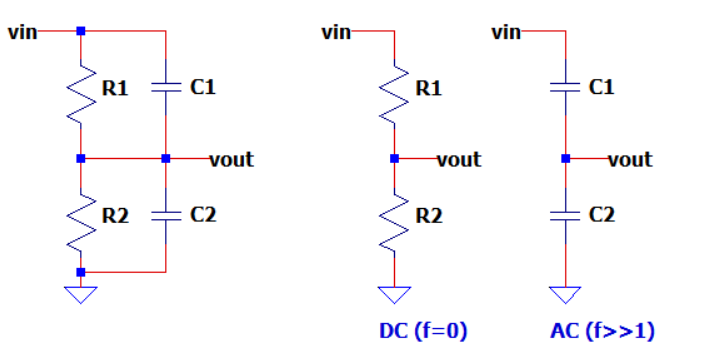 vin vin vin
R1 C1 R1 C1
vout vout vout
R2 C2 R2 C2
DC (f=0) AC (f>>1)